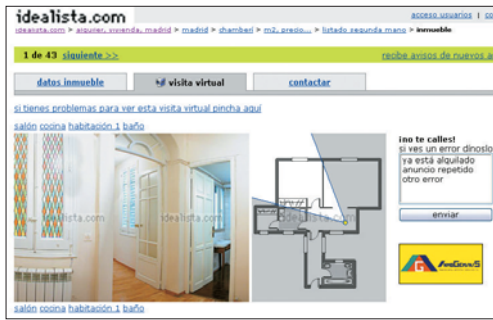 idealista.com
acceso usuarios | co
idealista.com > alquiler, vivienda, madrid > madrid > chamberí > m2, precio... > listado segunda mano > inmueble
1 de 43 siguiente >>
recibe avisos de nuevos a
datos inmueble
visita virtual
contactar
si tienes problemas para ver esta visita virtual pincha aquí
salón cocina habitación 1 baño
¡no te calles!
si ves un error dínoslo
ya está alquilado
anuncio repetido
otro error
enviar
idealista.com
idealista.com
idealista.com
salón cocina habitación 1 baño